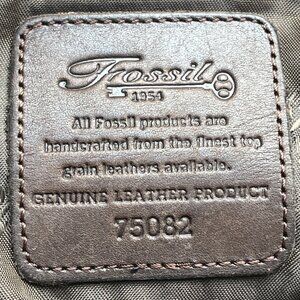 Fossil
1954
All Fossil products are
handcrafted from the finest top
grain leathers available.
GENUINE LEATHER PRODUCT
75082